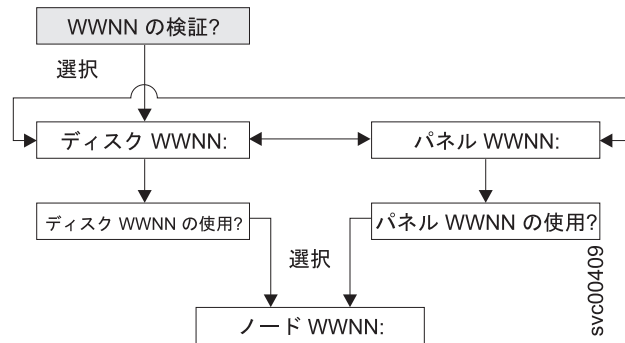 WWNN の検証?
選択
ディスク WWNN:
パネル WWNN:
ディスク WWNN の使用?
パネル WWNN の使用?
選択
ノード WWNN:
svc00409